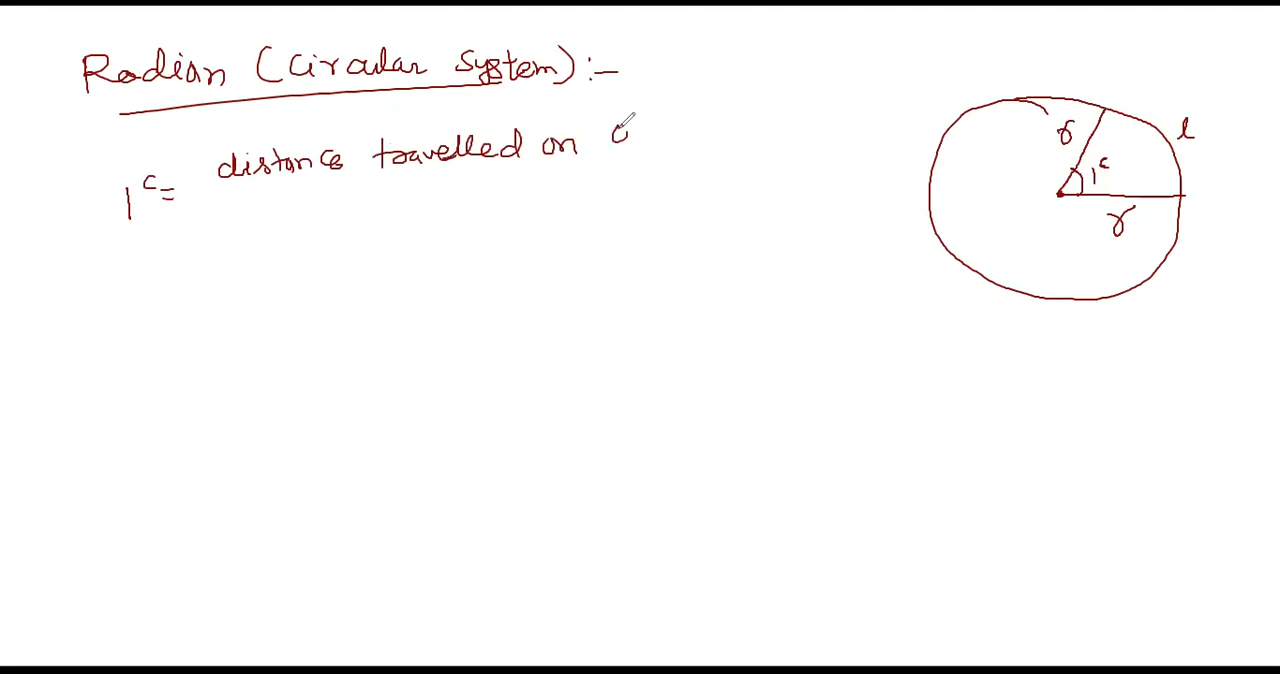 Radian (Circular System):-
distance travelled on
1ᶜ=
r
l
1ᶜ
r